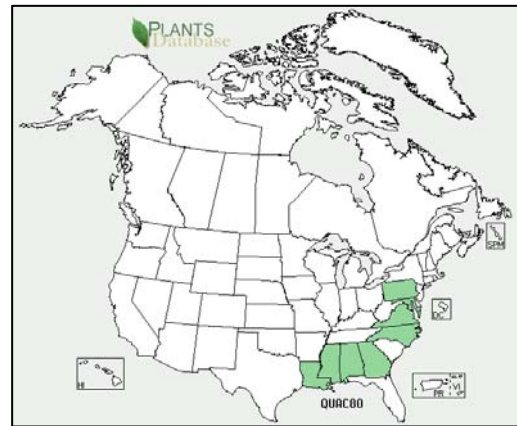 PLANTS
Database
SPM
DC
HI
PR
VI
QUAC80